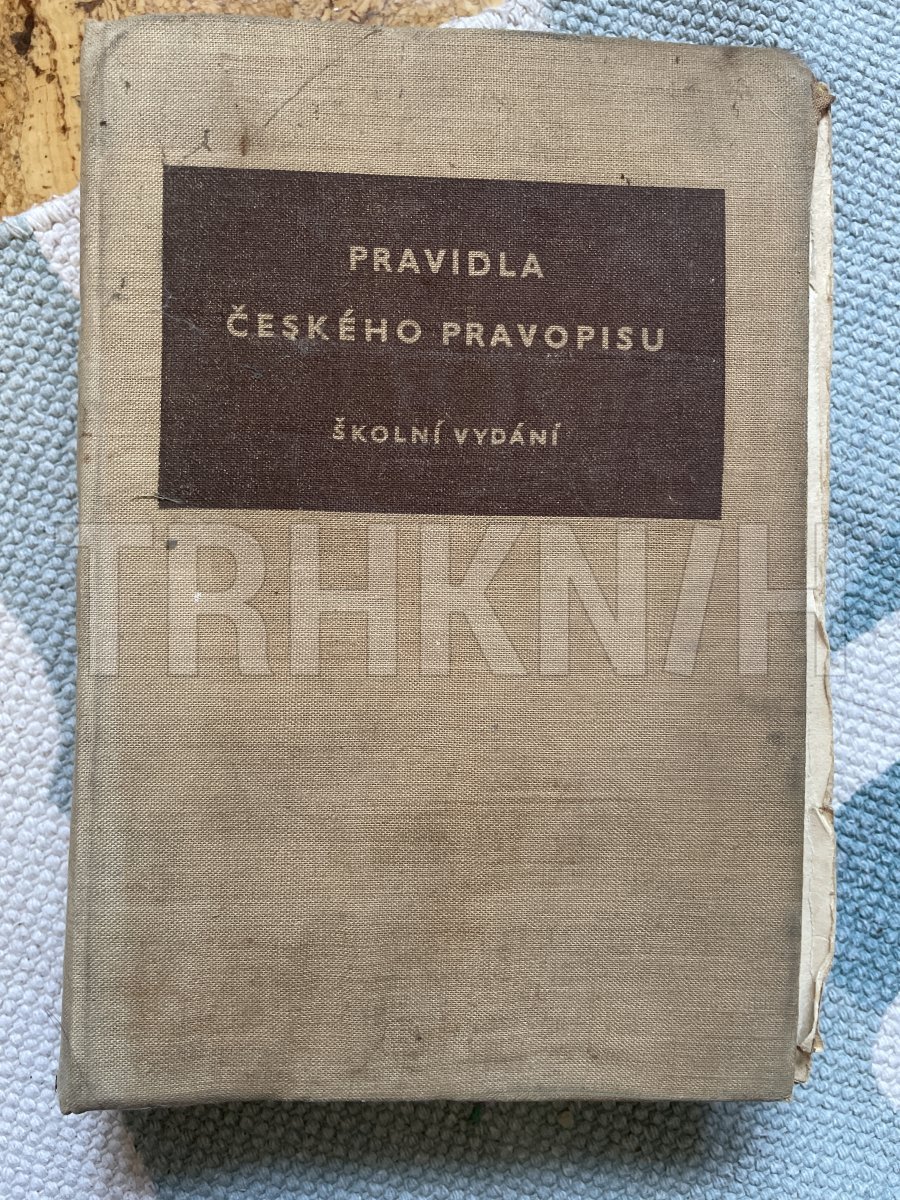 PRAVIDLA
ČESKÉHO PRAVOPISU
ŠKOLNÍ VYDÁNÍ
TRHKNIH